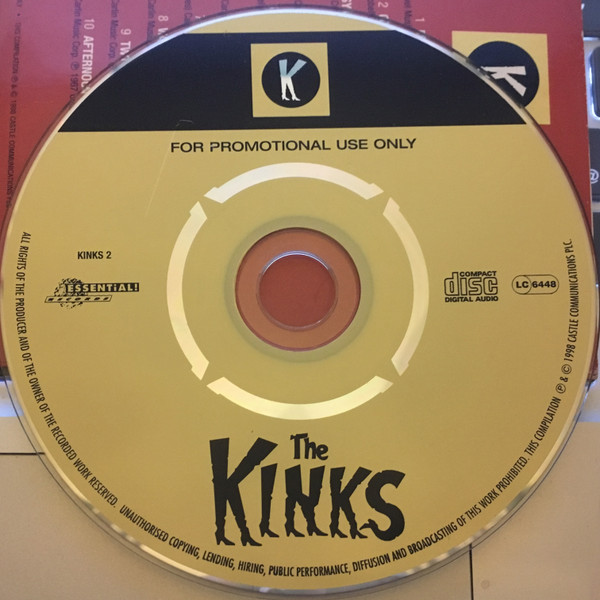 K
K
FOR PROMOTIONAL USE ONLY
KINKS 2
ESSENTIAL!
RECORDS
COMPACT
disc
DIGITAL AUDIO
LC 6448
The
KINKS
ALL RIGHTS OF THE PRODUCER AND OF THE OWNER OF THE RECORDED WORK RESERVED. UNAUTHORISED COPYING, LENDING, HIRING, PUBLIC PERFORMANCE, DIFFUSION AND BROADCASTING OF THIS WORK PROHIBITED. THIS COMPILATION ℗ & © 1998 CASTLE COMMUNICATIONS PLC.
9
10 AFTERNOO
@